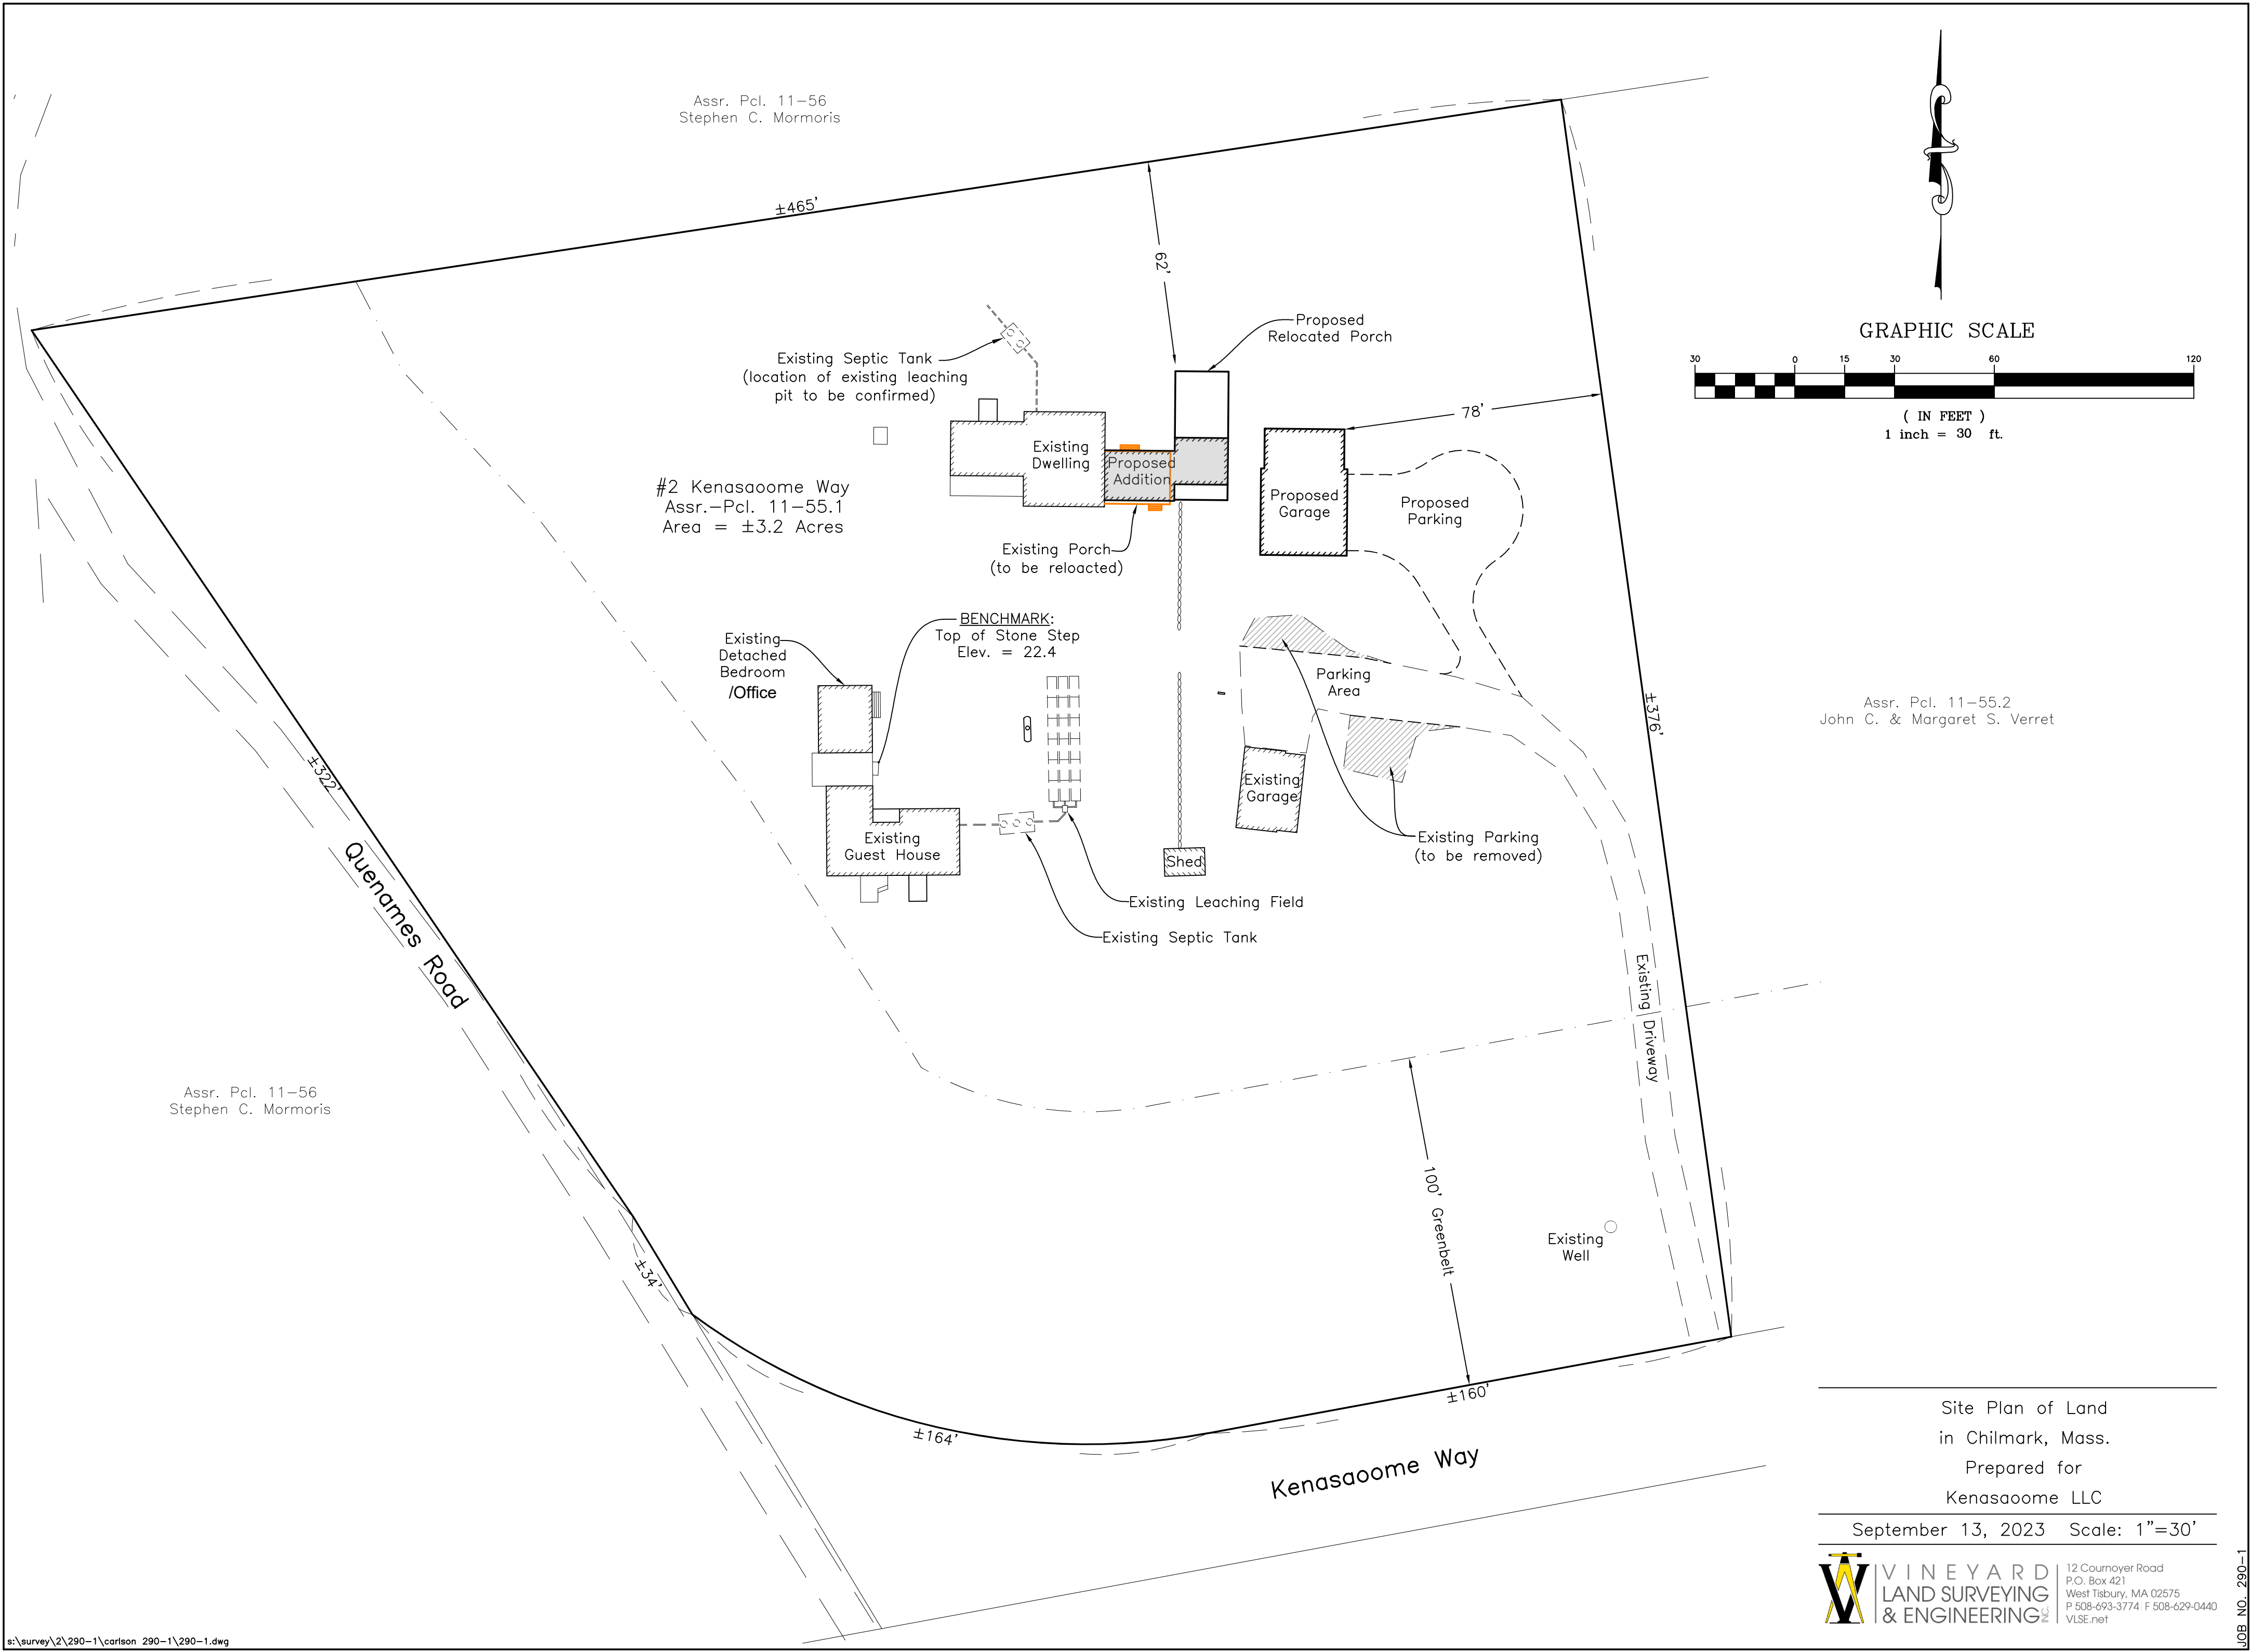 Assr. Pcl. 11-56
Stephen C. Mormoris
±465'
62'
GRAPHIC SCALE
30 0 15 30 60 120
( IN FEET )
1 inch = 30 ft.
Proposed
Relocated Porch
Existing Septic Tank
(location of existing leaching
pit to be confirmed)
78'
Existing
Dwelling
Proposed
Addition
Proposed
Garage
Proposed
Parking
#2 Kenasaoome Way
Assr.-Pcl. 11-55.1
Area = ±3.2 Acres
Existing Porch
(to be reloacted)
BENCHMARK:
Top of Stone Step
Elev. = 22.4
Existing
Detached
Bedroom
/Office
Parking
Area
±376'
Assr. Pcl. 11-55.2
John C. & Margaret S. Verret
±322'
Existing
Garage
Existing
Guest House
Shed
Existing Parking
(to be removed)
Existing Leaching Field
Existing Septic Tank
Quenames Road
Existing Driveway
Assr. Pcl. 11-56
Stephen C. Mormoris
100' Greenbelt
Existing
Well
±34'
±160'
±164'
Kenasaoome Way
Site Plan of Land
in Chilmark, Mass.
Prepared for
Kenasaoome LLC
September 13, 2023 Scale: 1"=30'
VINEYARD
LAND SURVEYING
& ENGINEERING INC.
12 Cournoyer Road
P.O. Box 421
West Tisbury, MA 02575
P 508-693-3774 F 508-629-0440
VLSE.net
JOB NO. 290-1
s:\survey\2\290-1\carlson 290-1\290-1.dwg